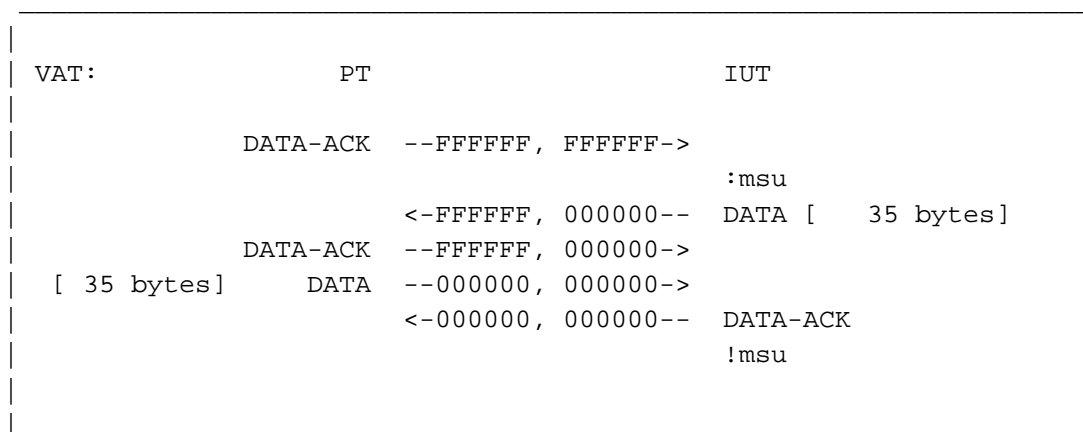 VAT: PT IUT
DATA-ACK --FFFFFF, FFFFFF->
:msu
<-FFFFFF, 000000-- DATA [ 35 bytes]
DATA-ACK --FFFFFF, 000000->
[ 35 bytes] DATA --000000, 000000->
<-000000, 000000-- DATA-ACK
!msu